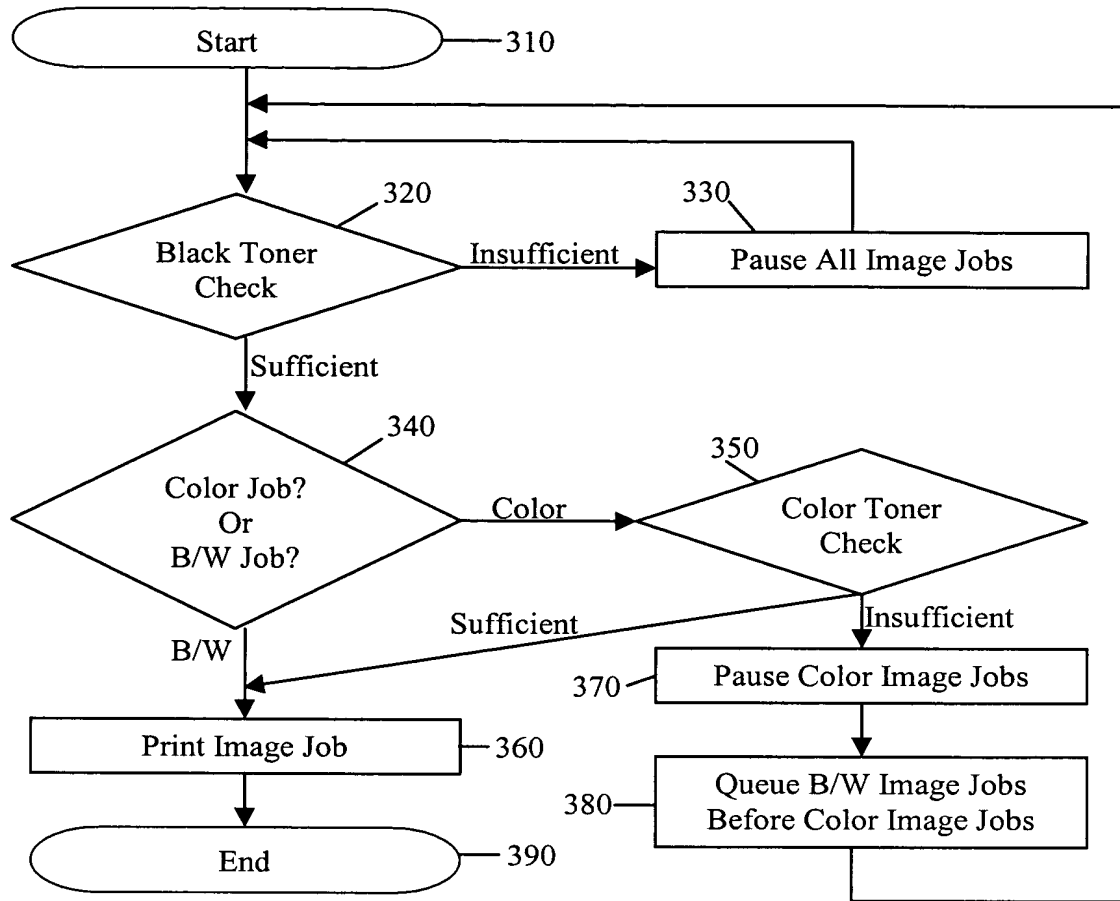 Start
310
320
330
Black Toner
Check
Insufficient
Pause All Image Jobs
Sufficient
340
350
Color Job?
Or
B/W Job?
Color
Color Toner
Check
B/W
Sufficient
Insufficient
370
Pause Color Image Jobs
Print Image Job
360
380
Queue B/W Image Jobs
Before Color Image Jobs
End
390